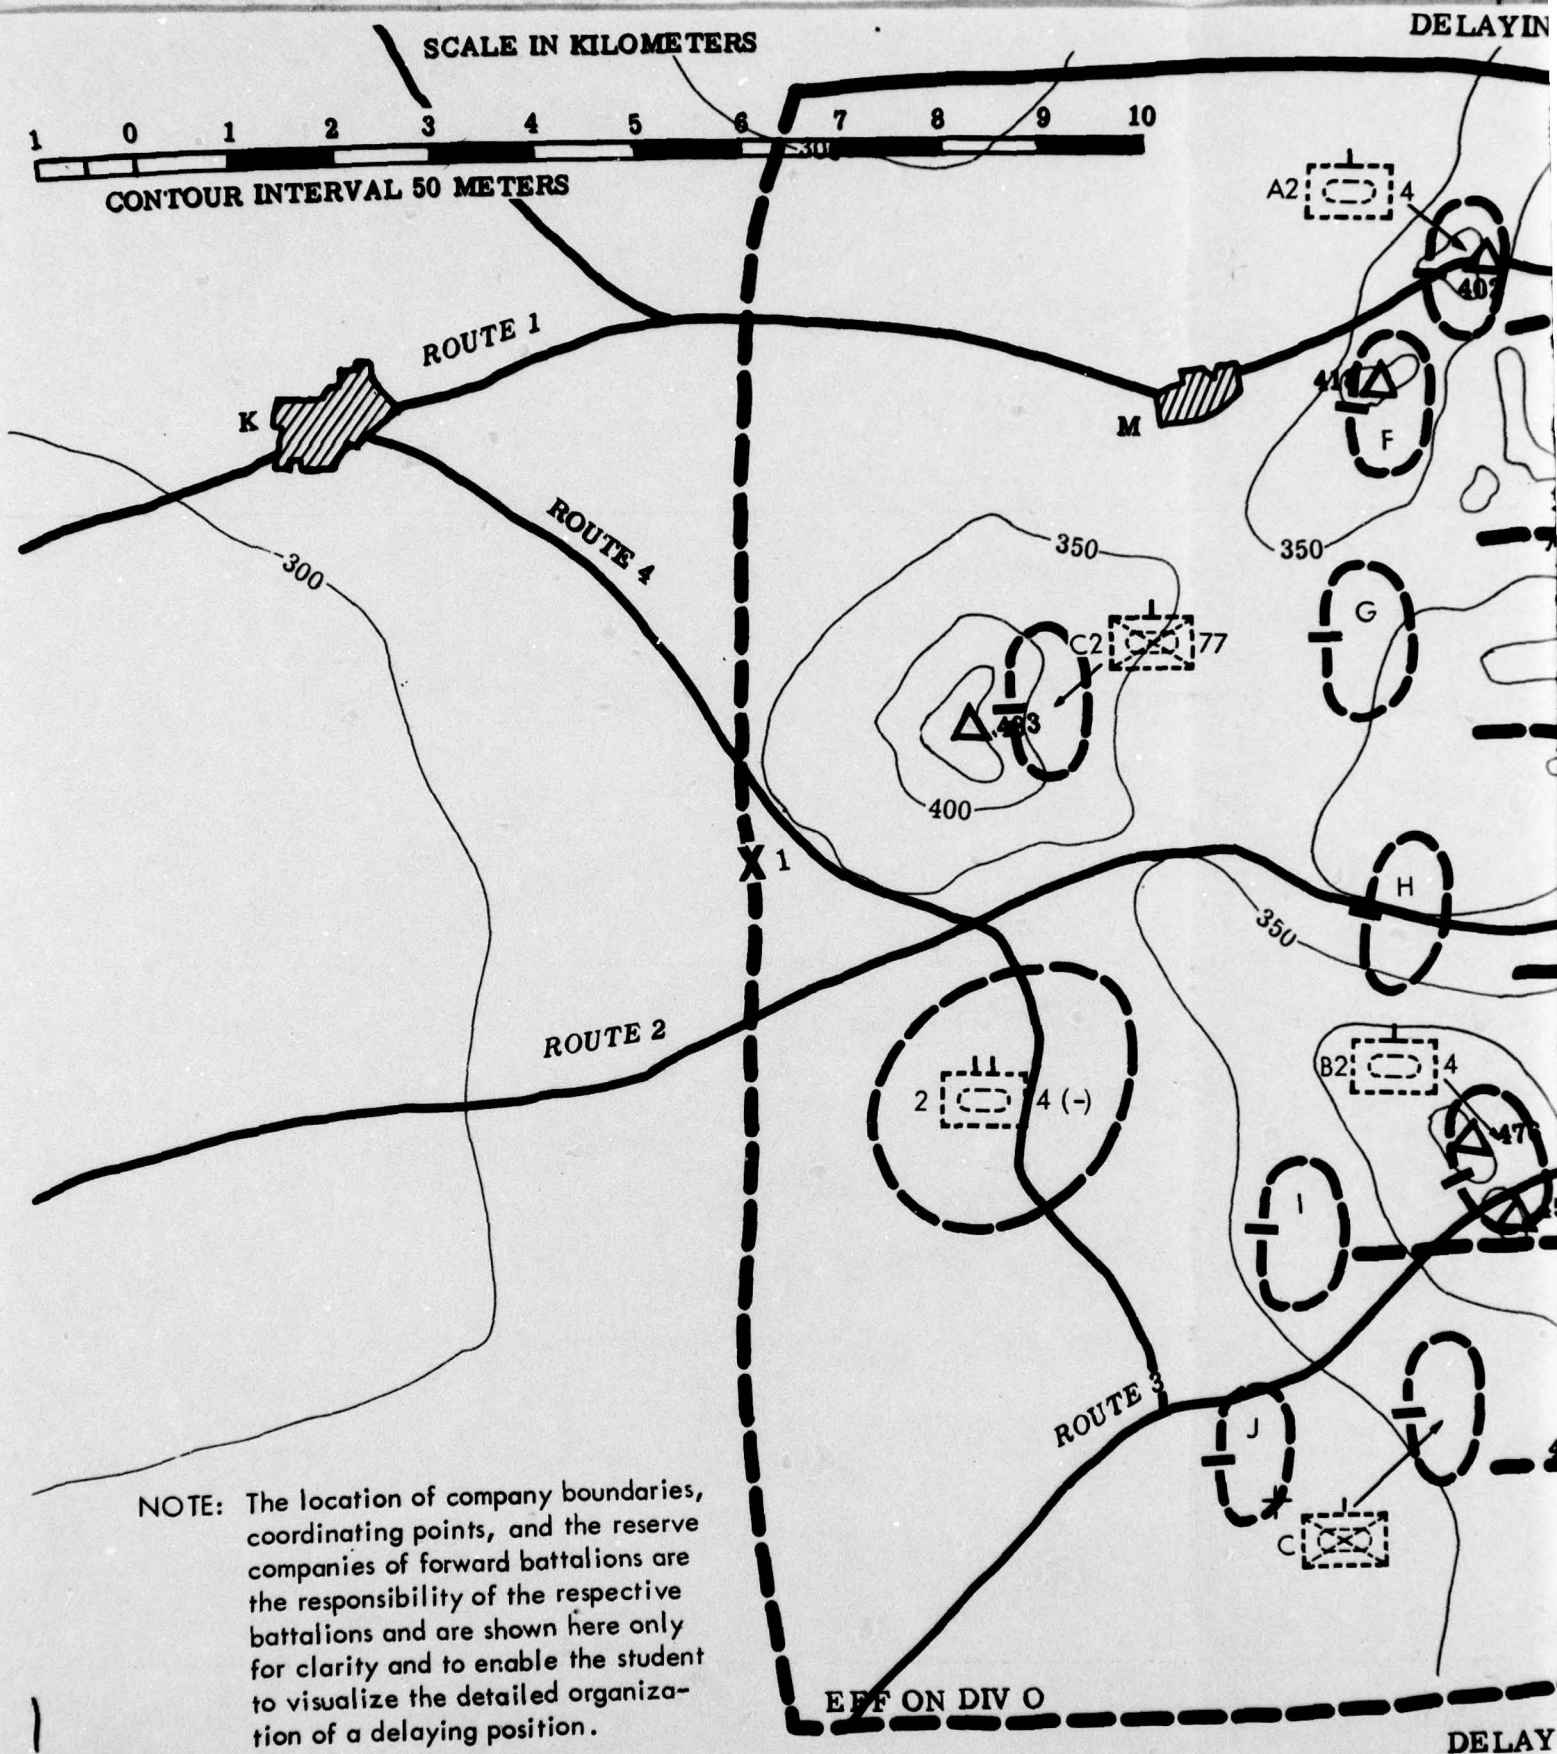 DELAYIN
SCALE IN KILOMETERS
1 0 1 2 3 4 5 6 7 8 9 10
CONTOUR INTERVAL 50 METERS
A2 4
402
ROUTE 1
K
M
F
ROUTE 4
350
350
300
G
C2 77
400
X 1
H
350
ROUTE 2
B2 4
2 4 (-)
I
ROUTE 3
J
C
NOTE: The location of company boundaries,
coordinating points, and the reserve
companies of forward battalions are
the responsibility of the respective
battalions and are shown here only
for clarity and to enable the student
to visualize the detailed organiza-
tion of a delaying position.
EFF ON DIV O
DELAY